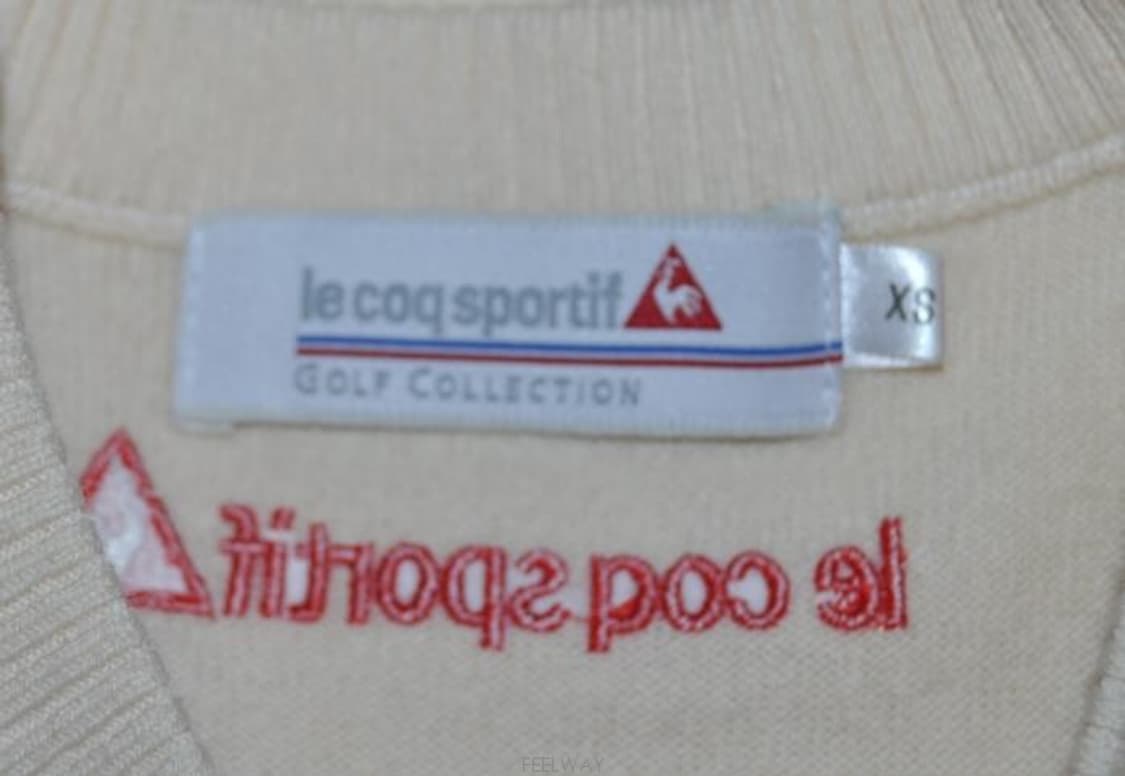 le coq sportif
XS
GOLF COLLECTION
le coq sportif
FEELWAY